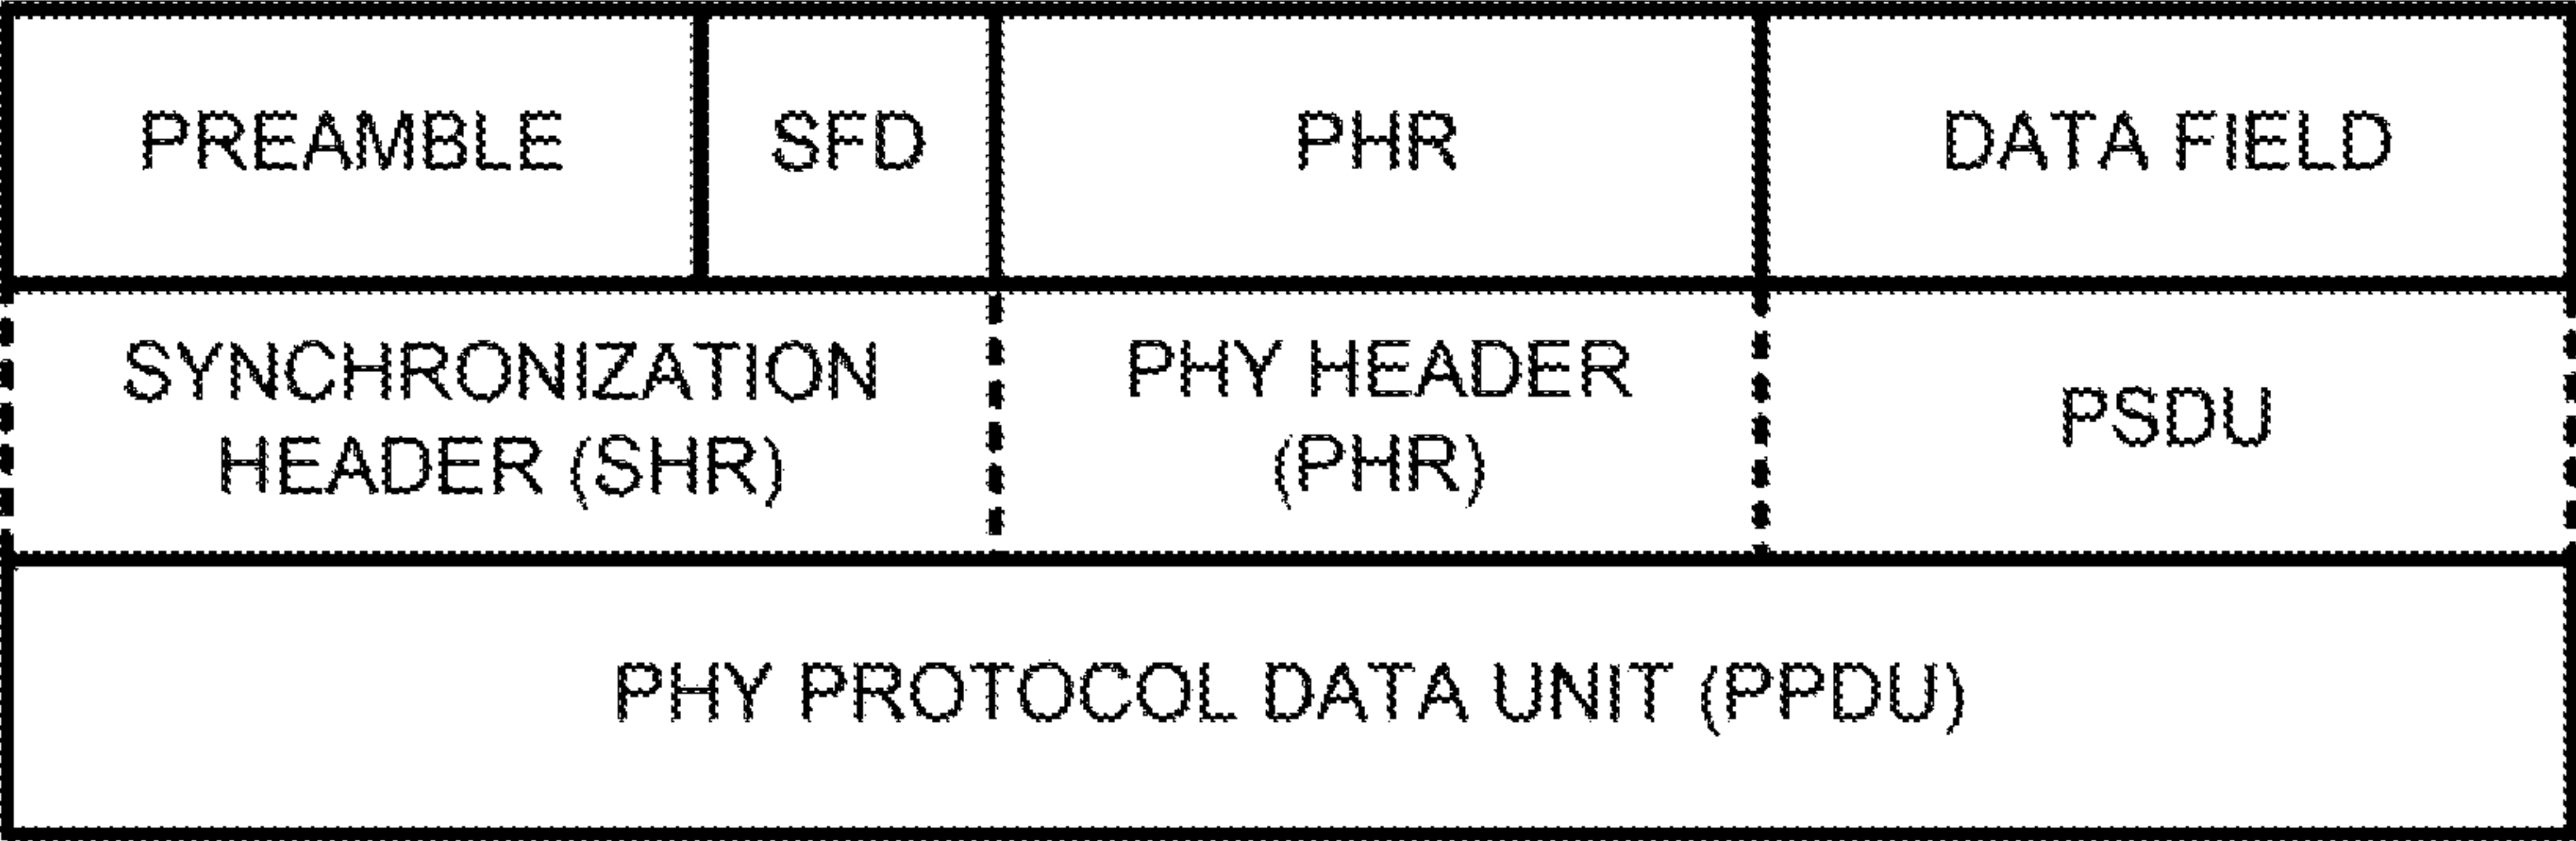 PREAMBLE SFD PHR DATA FIELD
SYNCHRONIZATION HEADER (SHR)
PHY HEADER (PHR)
PSDU
PHY PROTOCOL DATA UNIT (PPDU)